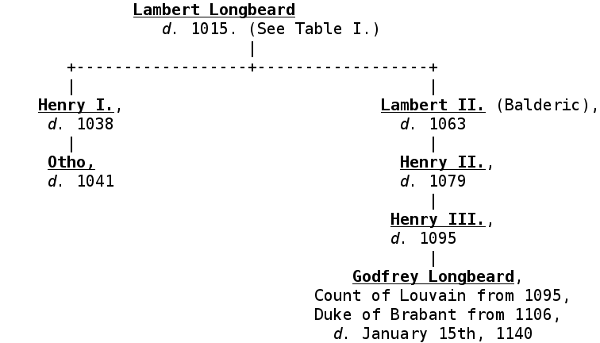 Lambert Longbeard
d. 1015. (See Table I.)
Henry I., Lambert II. (Balderic),
d. 1038 d. 1063
Otho, Henry II.,
d. 1041 d. 1079
Henry III.,
d. 1095
Godfrey Longbeard,
Count of Louvain from 1095,
Duke of Brabant from 1106,
d. January 15th, 1140